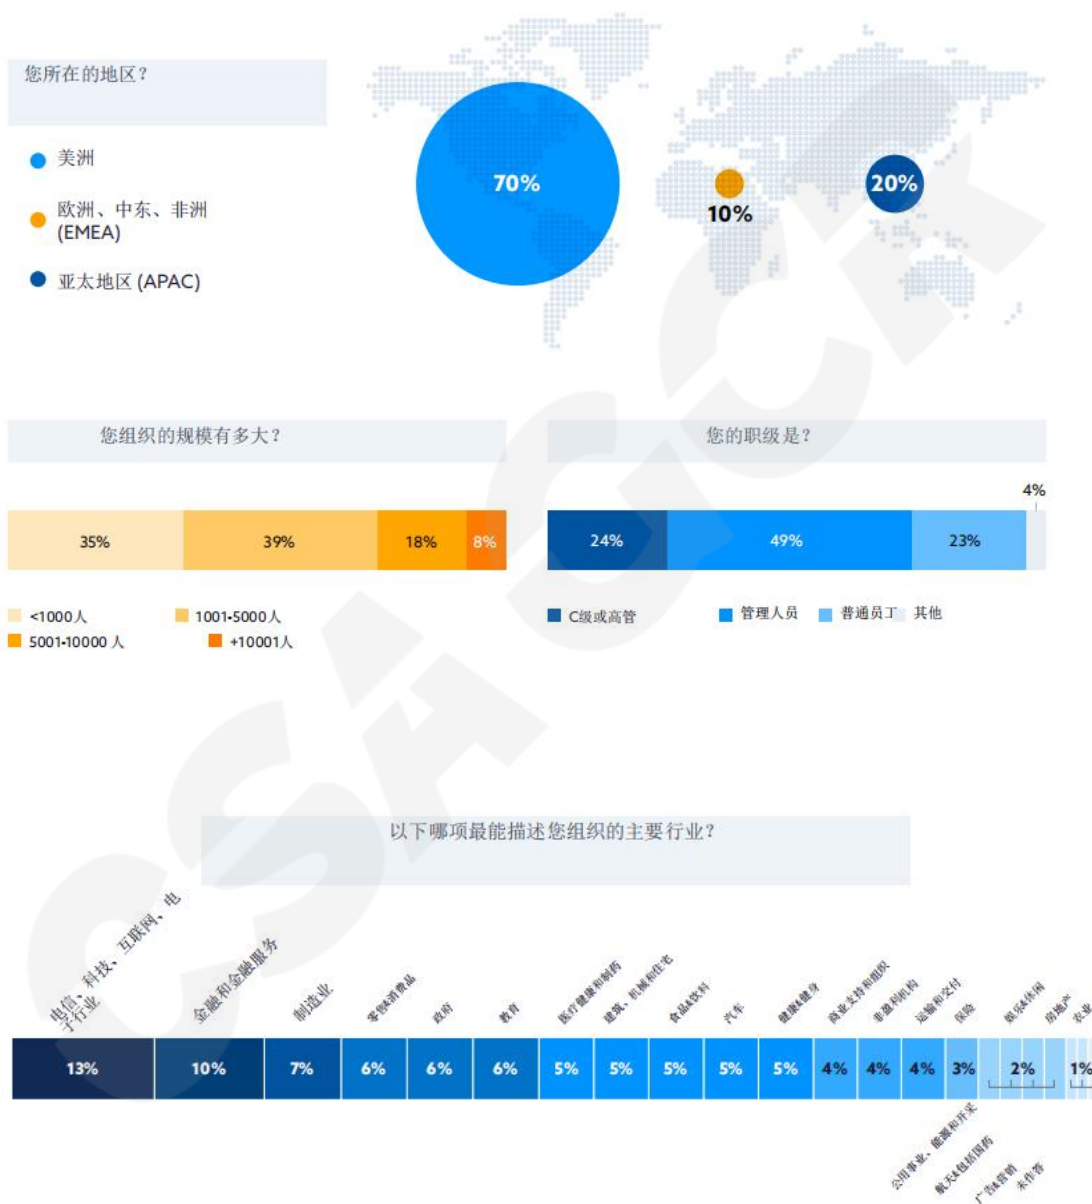 您所在的地区？
美洲
欧洲、中东、非洲
(EMEA)
亚太地区 (APAC)
70%
10%
20%
您组织的规模有多大？
35%
39%
18%
8%
<1000人
1001-5000人
5001-10000 人
+10001人
您的职级是？
4%
24%
49%
23%
C级或高管
管理人员
普通员工
其他
以下哪项最能描述您组织的主要行业？
电信、科技、互联网、电
子行业
金融和金融服务
制造业
零售&消费品
政府
教育
医疗健康和制药
建筑、机械和住宅
食品&饮料
汽车
健康&健身
商业支持和组织
非盈利机构
运输和交付
保险
娱乐&休闲
房地产
农业
13%
10%
7%
6%
6%
6%
5%
5%
5%
5%
5%
4%
4%
4%
3%
2%
1%
公用事业、能源和开采
航天&包括国药
广告&营销
未作答
CSA GCR